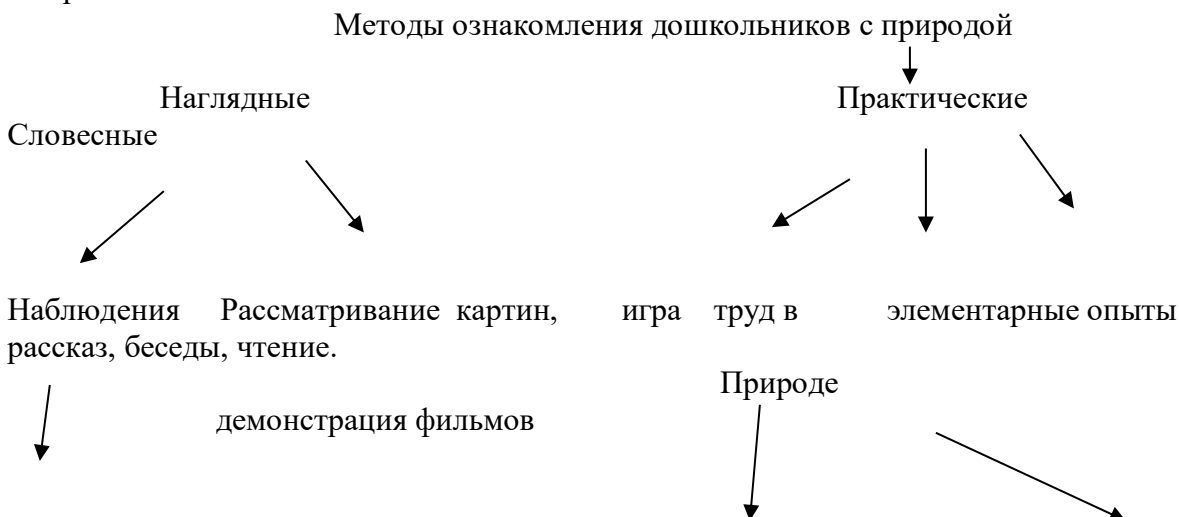 Методы ознакомления дошкольников с природой
Наглядные Практические
Словесные
Наблюдения Рассматривание картин, игра труд в элементарные опыты
рассказ, беседы, чтение.
Природе
демонстрация фильмов